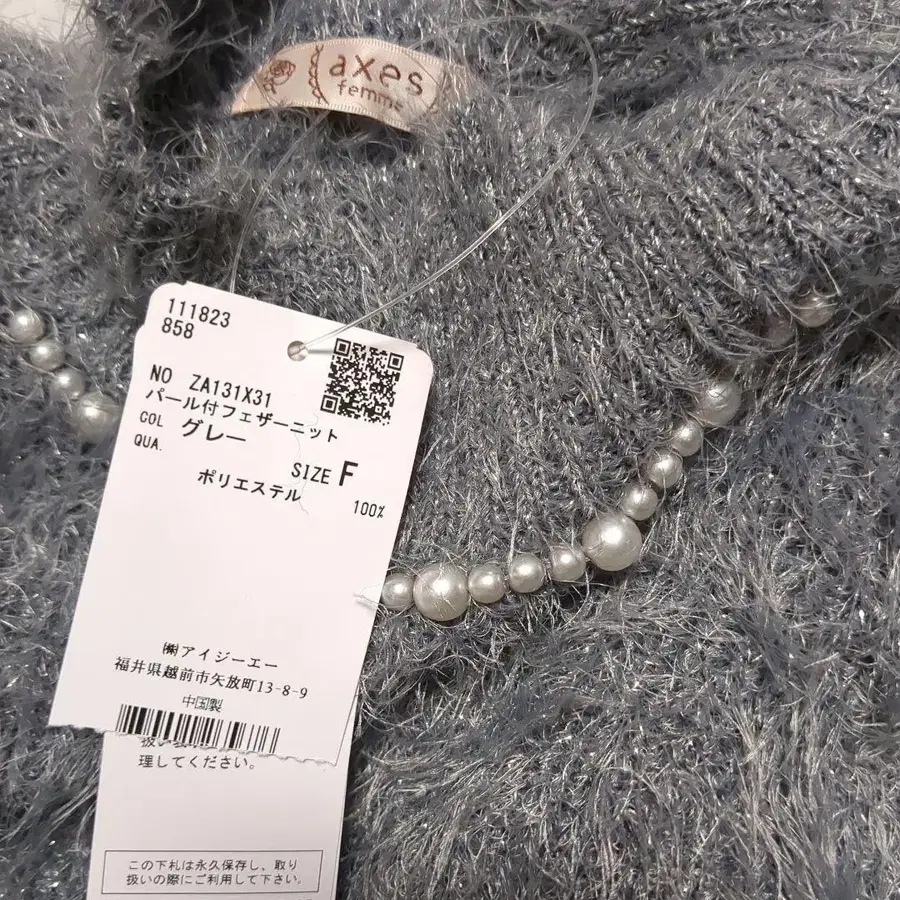 axes
femme
111823
858
NO ZA131X31
パール付フェザーニット
COL グレー
QUA.
SIZE F
ポリエステル
100%
㈱アイジーエー
福井県越前市矢放町13-8-9
中国製
理してください。
この下札は永久保存し、取り
扱いの際にご利用して下さい。